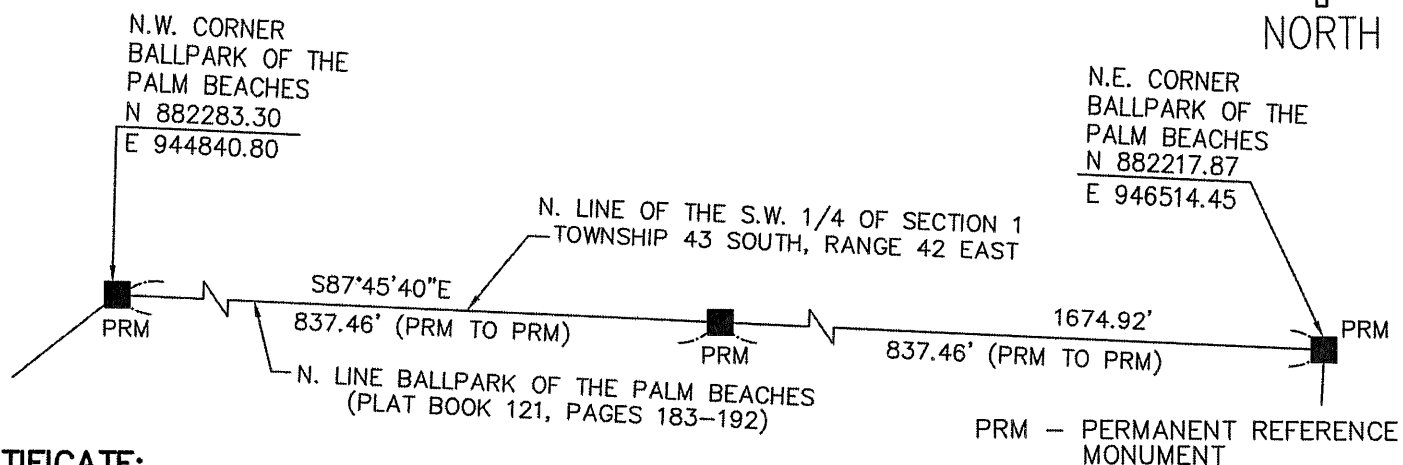 NORTH
N.W. CORNER
BALLPARK OF THE
PALM BEACHES
N 882283.30
E 944840.80
N.E. CORNER
BALLPARK OF THE
PALM BEACHES
N 882217.87
E 946514.45
N. LINE OF THE S.W. 1/4 OF SECTION 1
TOWNSHIP 43 SOUTH, RANGE 42 EAST
S87°45'40"E
837.46' (PRM TO PRM)
1674.92'
837.46' (PRM TO PRM)
PRM
PRM
PRM
N. LINE BALLPARK OF THE PALM BEACHES
(PLAT BOOK 121, PAGES 183-192)
PRM - PERMANENT REFERENCE
MONUMENT